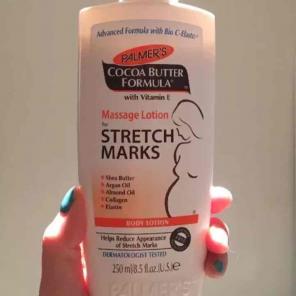 Advanced Formula with Bio C-Elaste
PALMER'S
COCOA BUTTER
FORMULA®
with Vitamin E
Massage Lotion
for
STRETCH
MARKS
Shea Butter
Argan Oil
Almond Oil
Collagen
Elastin
BODY LOTION
Helps Reduce Appearance
of Stretch Marks
DERMATOLOGIST TESTED
250 ml/8.5 fl.oz.(U.S.)e
PALMER'S